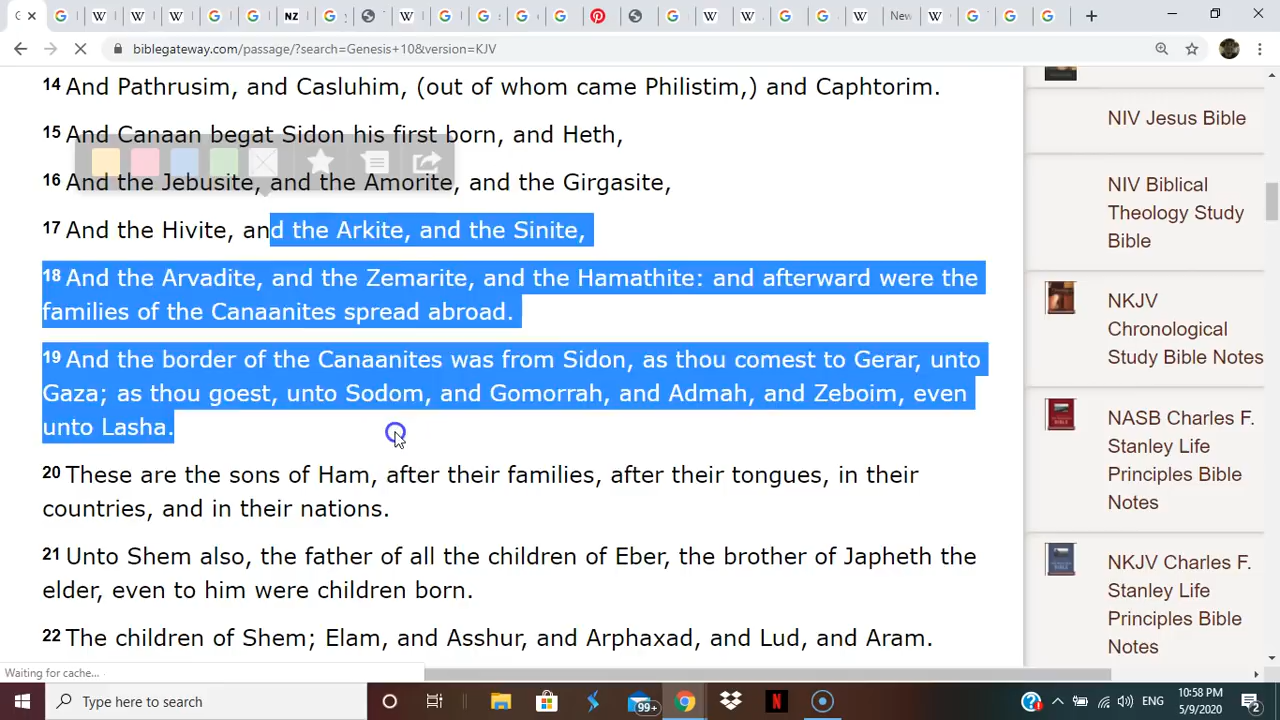 G
G
NZ
G
G
G
G
G
G
New
G
G
G
biblegateway.com/passage/?search=Genesis+10&version=KJV
14 And Pathrusim, and Casluhim, (out of whom came Philistim,) and Caphtorim.
15 And Canaan begat Sidon his first born, and Heth,
16 And the Jebusite, and the Amorite, and the Girgasite,
17 And the Hivite, and the Arkite, and the Sinite,
18 And the Arvadite, and the Zemarite, and the Hamathite: and afterward were the
families of the Canaanites spread abroad.
19 And the border of the Canaanites was from Sidon, as thou comest to Gerar, unto
Gaza; as thou goest, unto Sodom, and Gomorrah, and Admah, and Zeboim, even
unto Lasha.
20 These are the sons of Ham, after their families, after their tongues, in their
countries, and in their nations.
21 Unto Shem also, the father of all the children of Eber, the brother of Japheth the
elder, even to him were children born.
22 The children of Shem; Elam, and Asshur, and Arphaxad, and Lud, and Aram.
NIV Jesus Bible
NIV Biblical
Theology Study
Bible
NKJV
Chronological
Study Bible Notes
NASB Charles F.
Stanley Life
Principles Bible
Notes
NKJV Charles F.
Stanley Life
Principles Bible
Notes
Waiting for cache...
Type here to search
99+
N
ENG
10:58 PM
5/9/2020
2